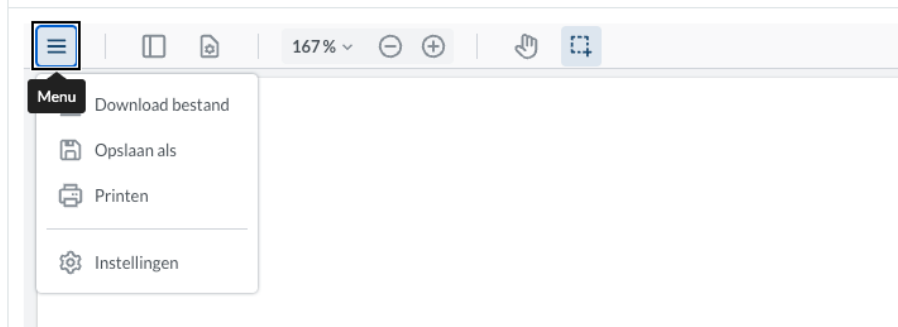 167%
Menu
Download bestand
Opslaan als
Printen
Instellingen